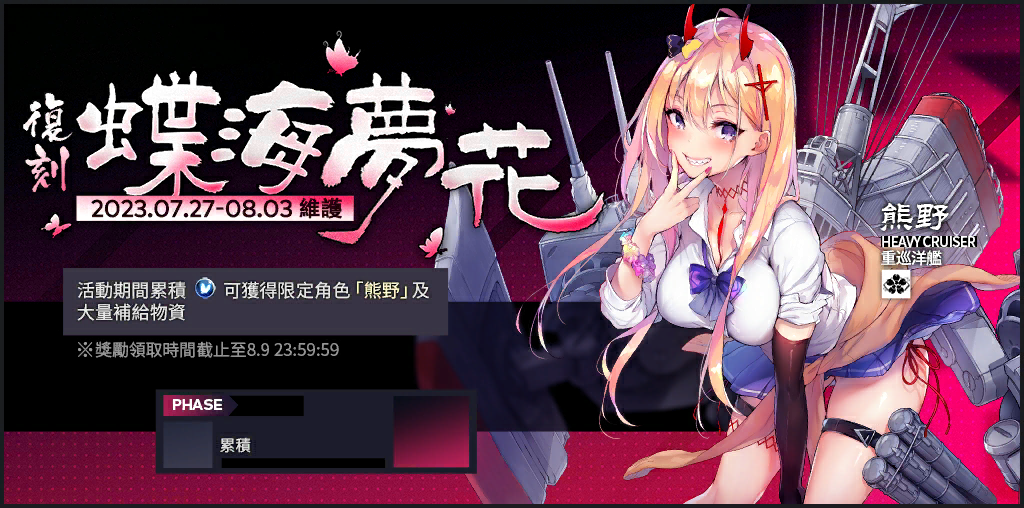 復刻
蝶海夢花
2023.07.27-08.03 維護
活動期間累積 可獲得限定角色「熊野」及
大量補給物資
※獎勵領取時間截止至8.9 23:59:59
PHASE
累積
熊野
HEAVY CRUISER
重巡洋艦